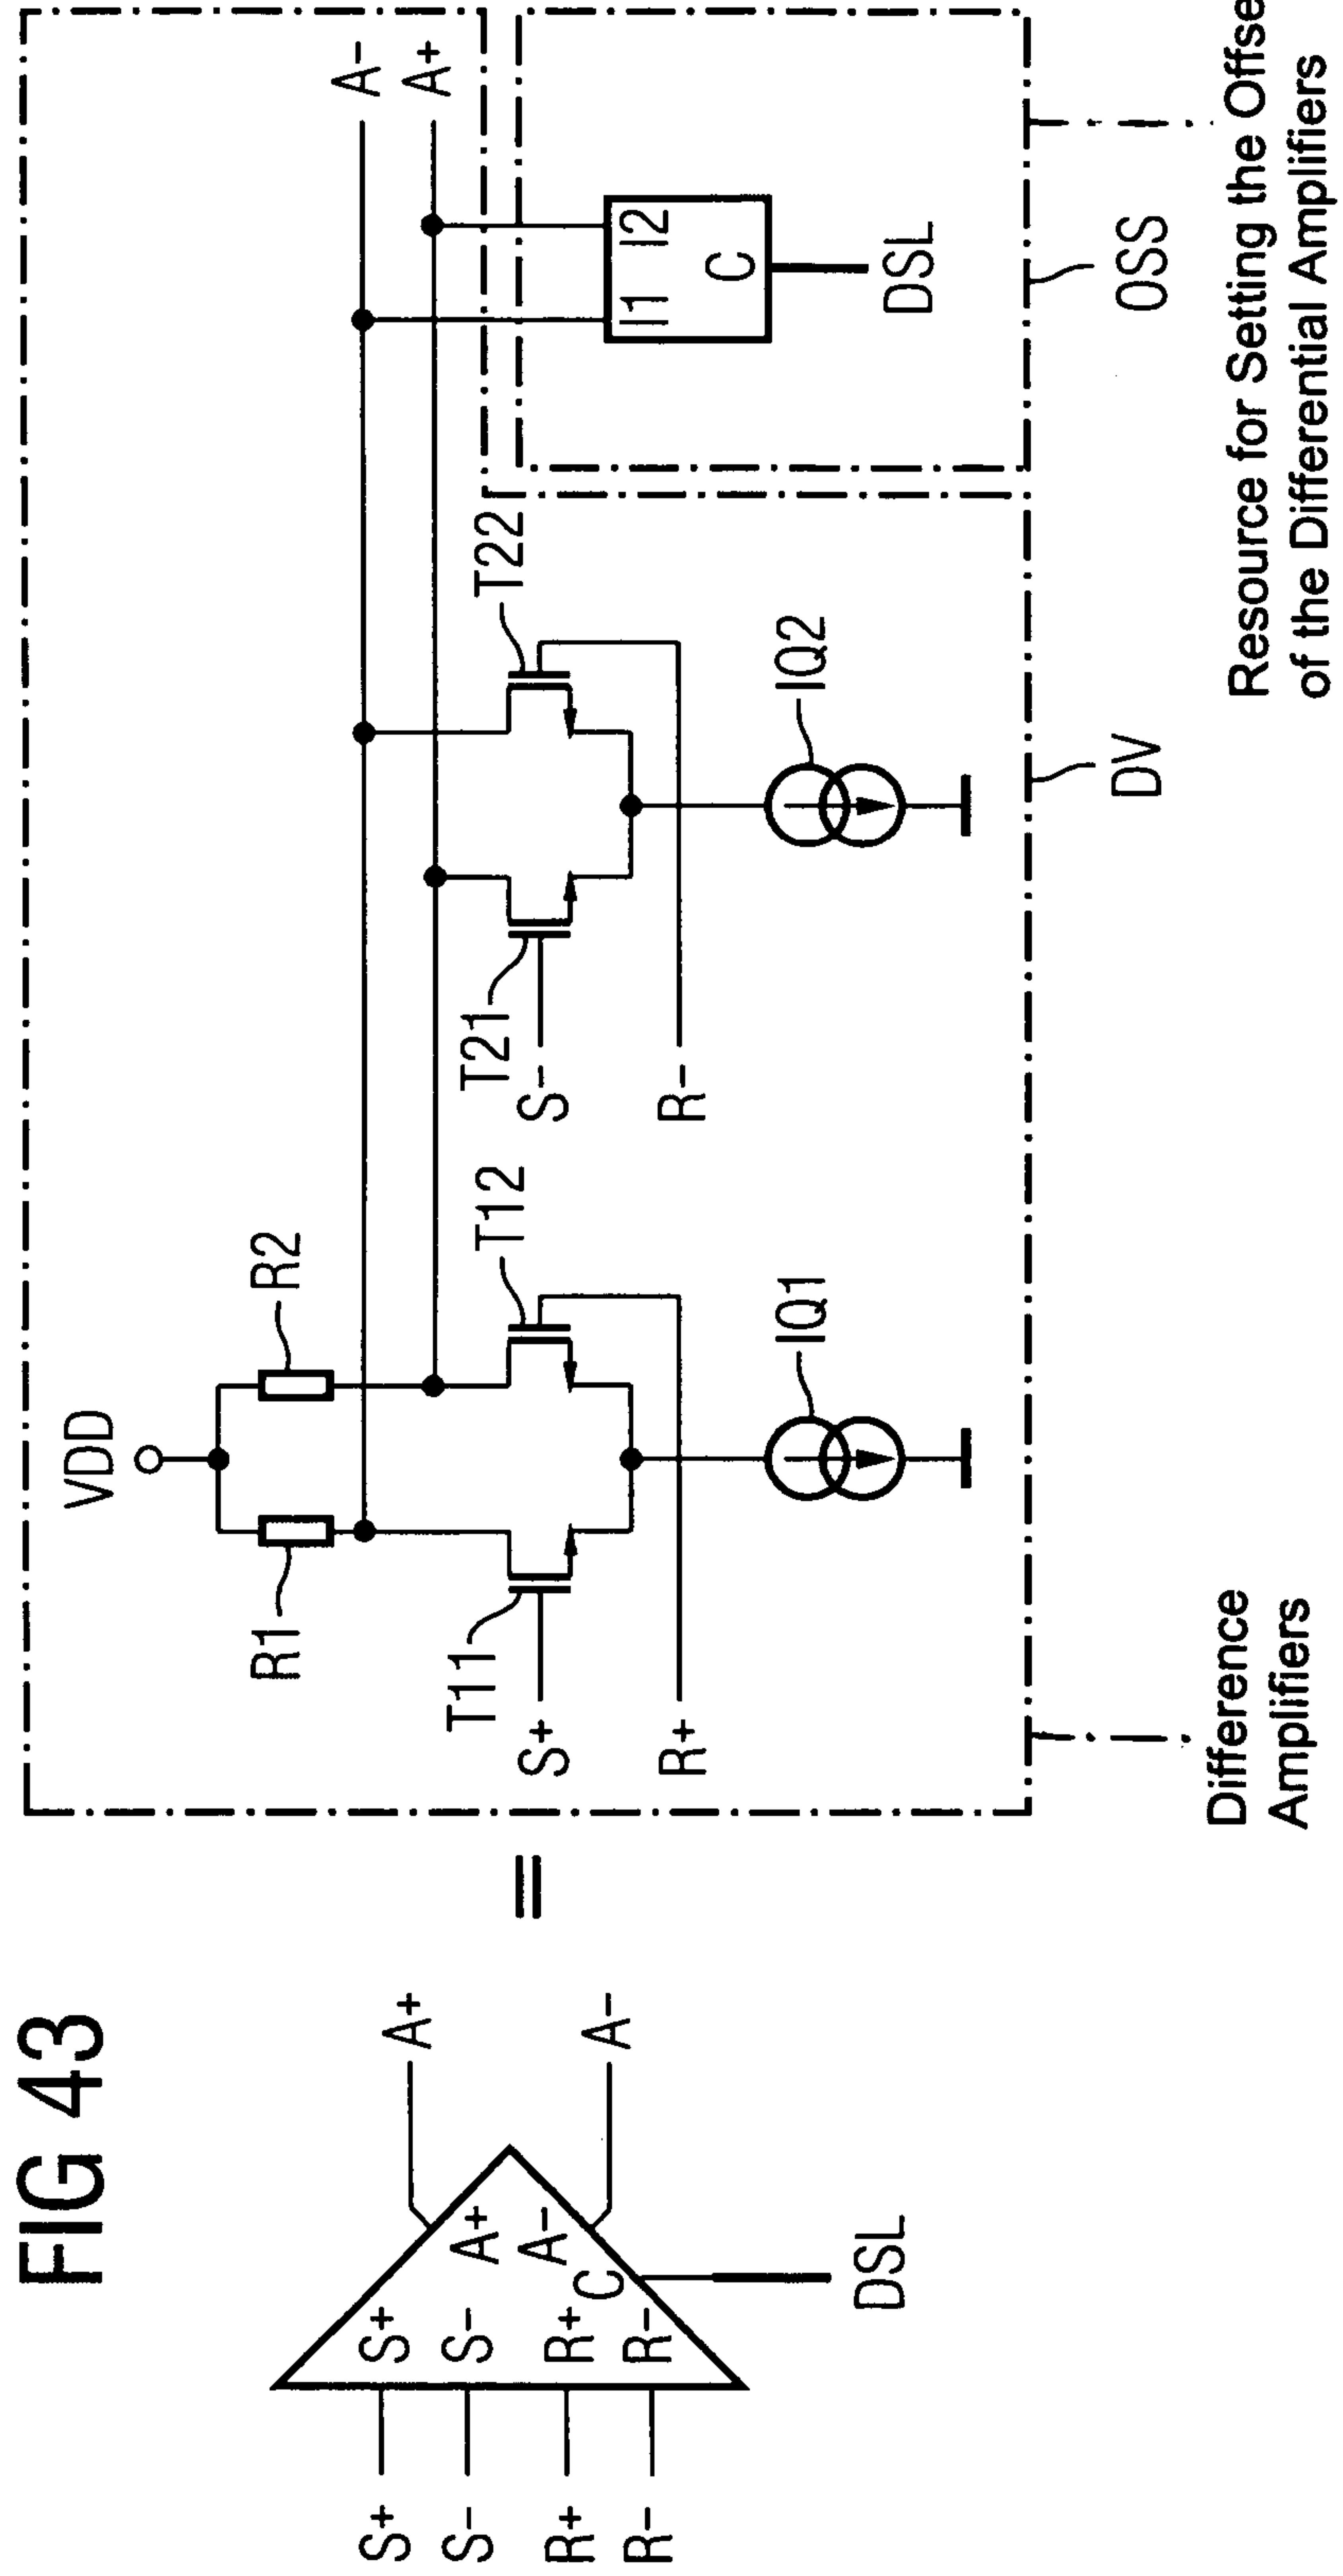 FIG 43
S+
S-
R+
R-
S+
S-
R+
R-
A+
A-
C
A+
A-
DSL
=
VDD
R1
R2
A-
A+
T11
T12
T21
T22
S+
R+
S-
R-
IQ1
IQ2
I1 I2
C
DSL
DV
OSS
Difference
Amplifiers
Resource for Setting the Offse
of the Differential Amplifiers